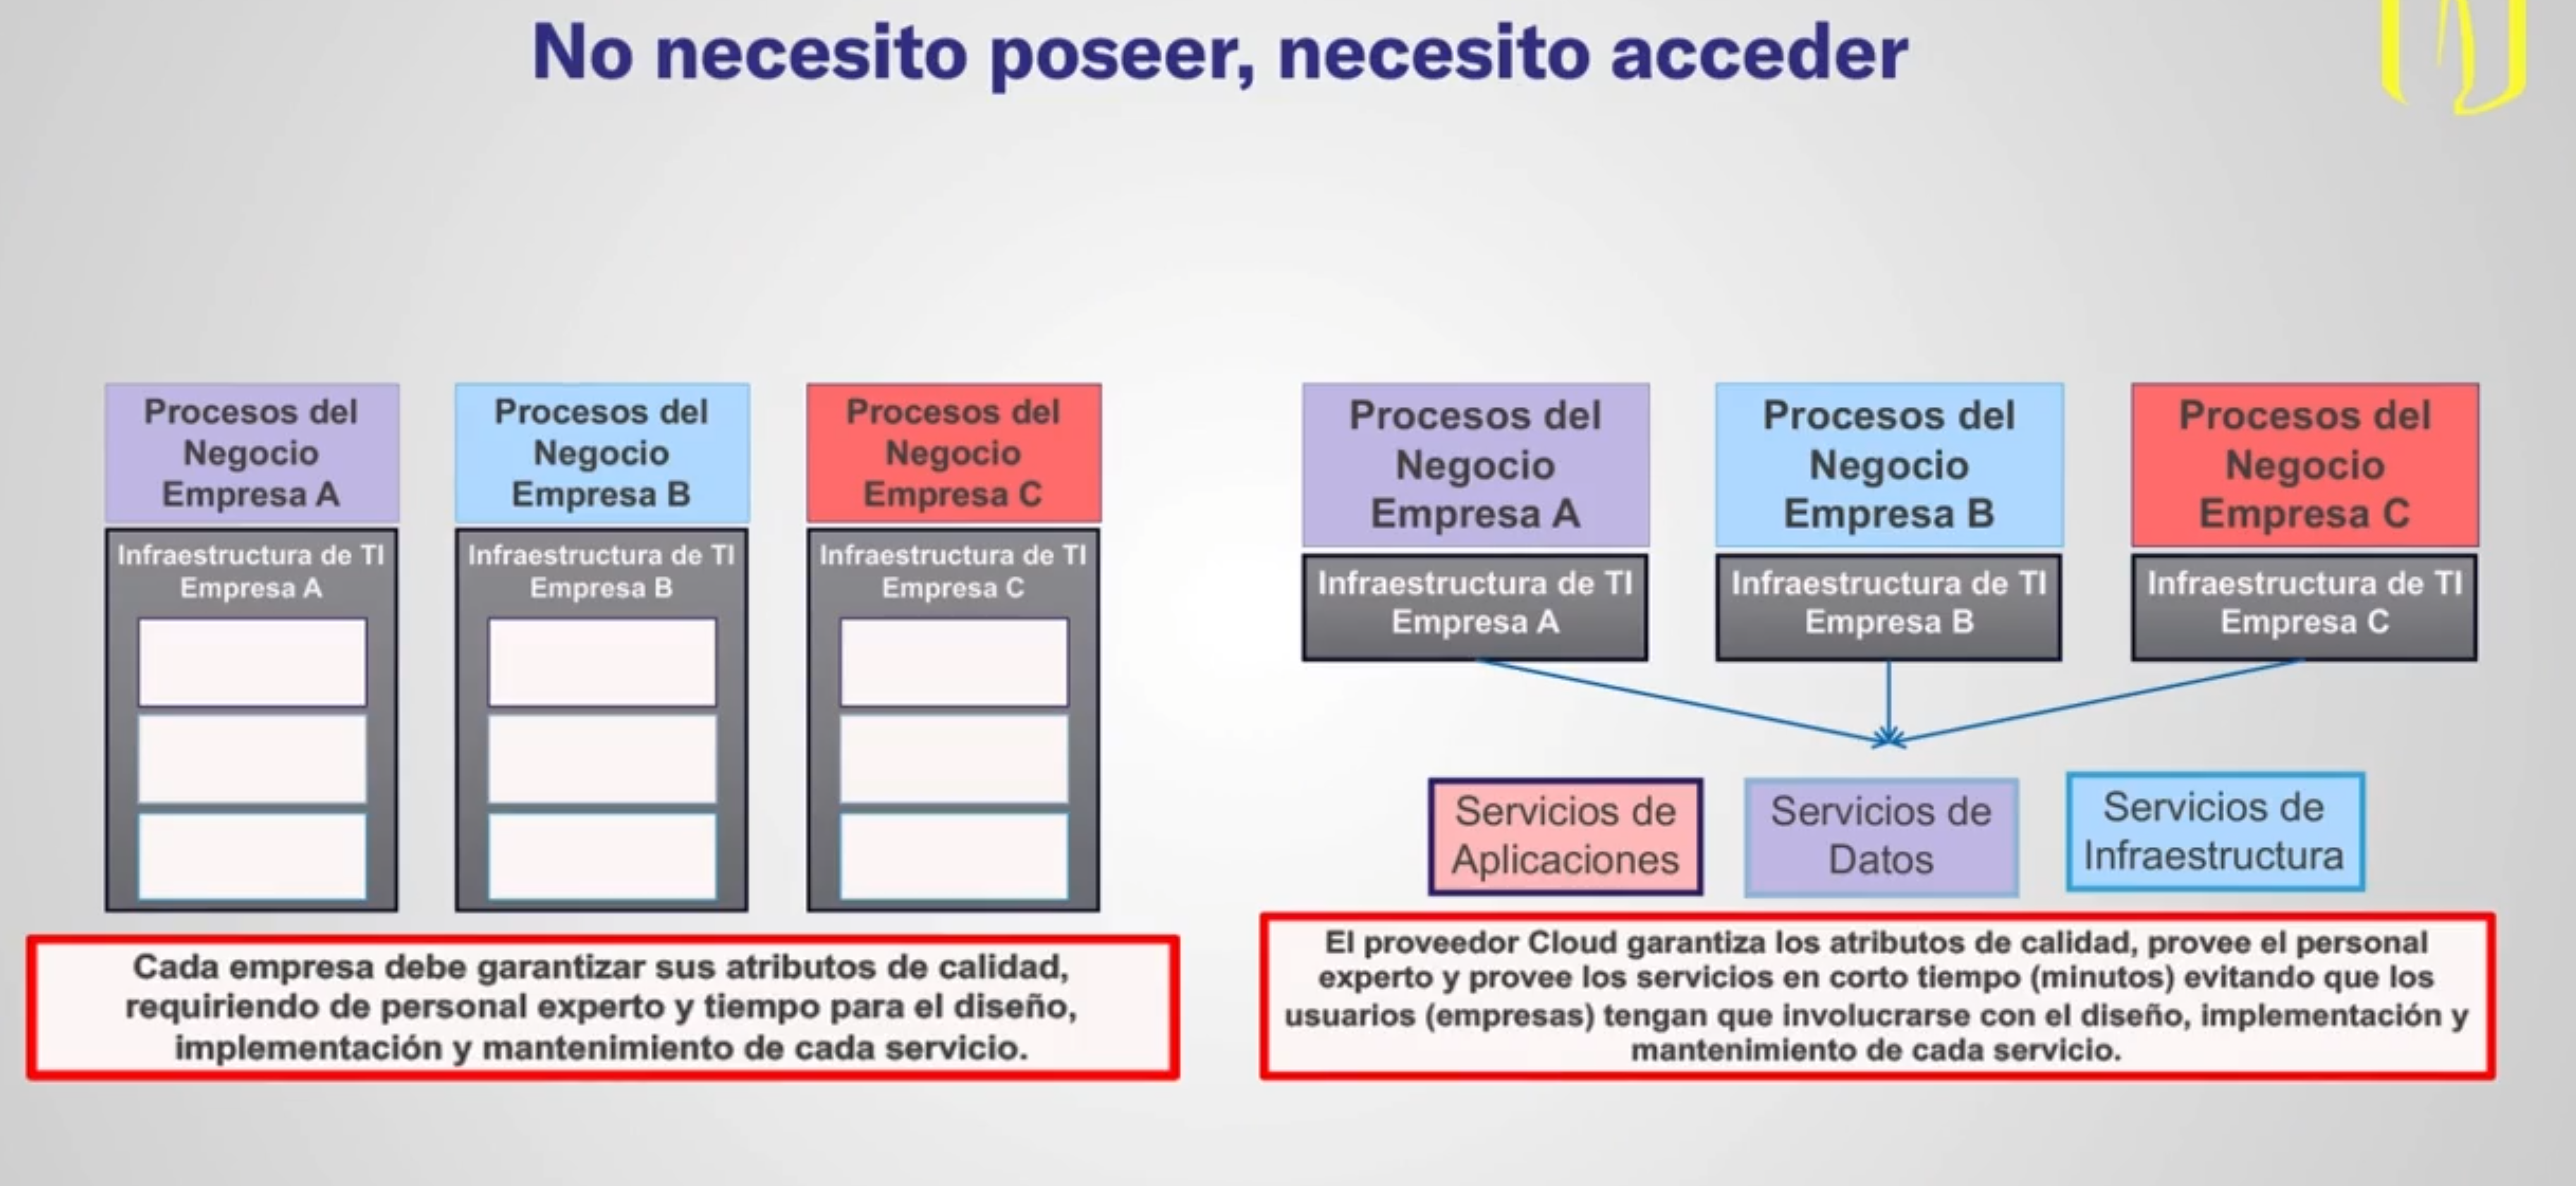 No necesito poseer, necesito acceder
Procesos del
Negocio
Empresa A
Infraestructura de TI
Empresa A
Procesos del
Negocio
Empresa B
Infraestructura de TI
Empresa B
Procesos del
Negocio
Empresa C
Infraestructura de TI
Empresa C
Cada empresa debe garantizar sus atributos de calidad,
requiriendo de personal experto y tiempo para el diseño,
implementación y mantenimiento de cada servicio.
Procesos del
Negocio
Empresa A
Infraestructura de TI
Empresa A
Procesos del
Negocio
Empresa B
Infraestructura de TI
Empresa B
Procesos del
Negocio
Empresa C
Infraestructura de TI
Empresa C
Servicios de
Aplicaciones
Servicios de
Datos
Servicios de
Infraestructura
El proveedor Cloud garantiza los atributos de calidad, provee el personal
experto y provee los servicios en corto tiempo (minutos) evitando que los
usuarios (empresas) tengan que involucrarse con el diseño, implementación y
mantenimiento de cada servicio.